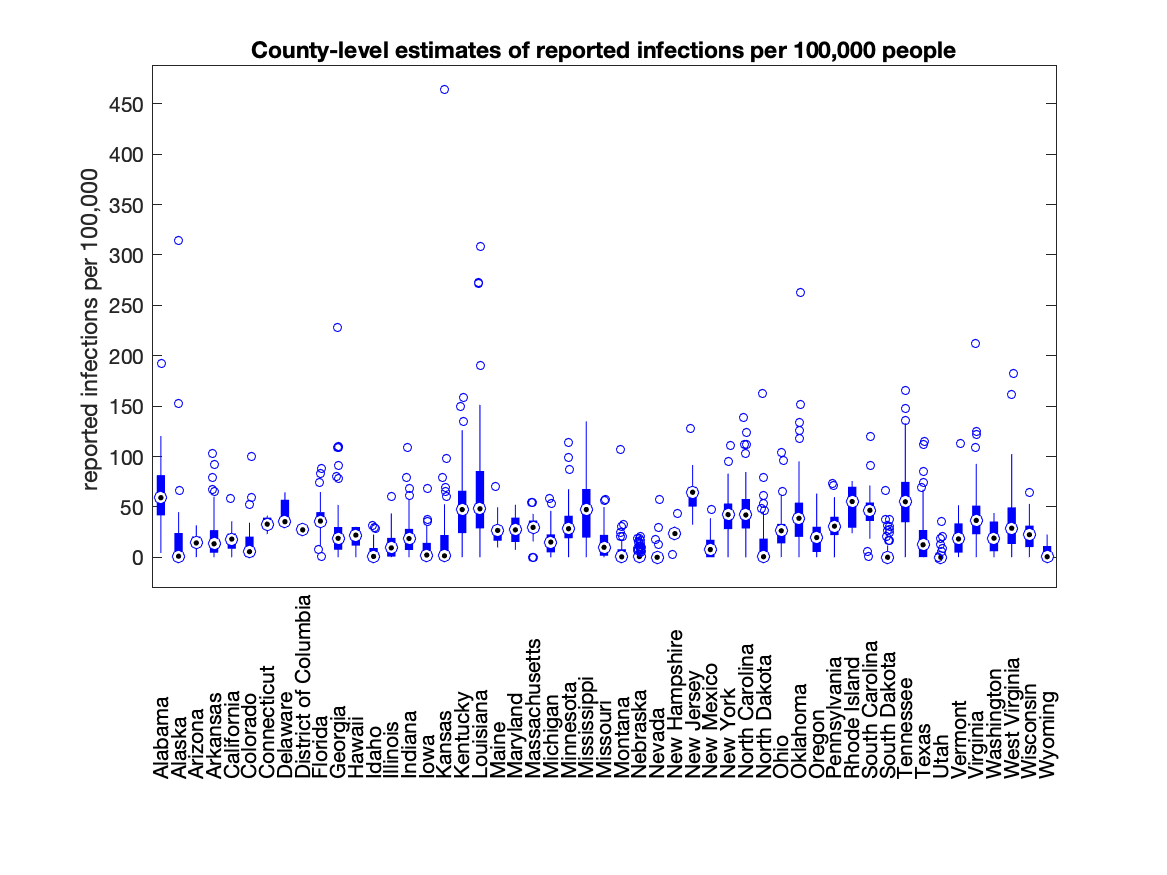 County-level estimates of reported infections per 100,000 people
reported infections per 100,000
450
400
350
300
250
200
150
100
50
0
Alabama
Alaska
Arizona
Arkansas
California
Colorado
Connecticut
Delaware
District of Columbia
Florida
Georgia
Hawaii
Idaho
Illinois
Indiana
Iowa
Kansas
Kentucky
Louisiana
Maine
Maryland
Massachusetts
Michigan
Minnesota
Mississippi
Missouri
Montana
Nebraska
Nevada
New Hampshire
New Jersey
New Mexico
New York
North Carolina
North Dakota
Ohio
Oklahoma
Oregon
Pennsylvania
Rhode Island
South Carolina
South Dakota
Tennessee
Texas
Utah
Vermont
Virginia
Washington
West Virginia
Wisconsin
Wyoming